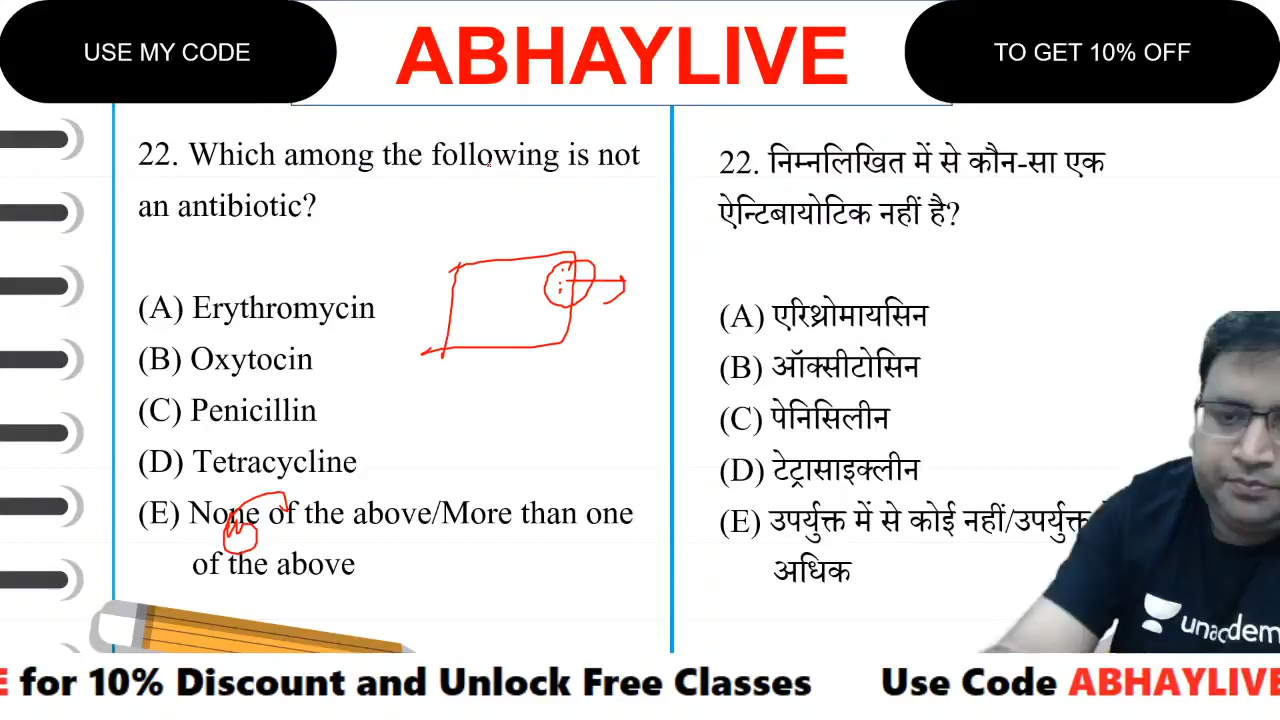 USE MY CODE
ABHAYLIVE
TO GET 10% OFF
22. Which among the following is not
an antibiotic?
(A) Erythromycin
(B) Oxytocin
(C) Penicillin
(D) Tetracycline
(E) None of the above/More than one
of the above
22. निम्नलिखित में से कौन-सा एक
ऐन्टिबायोटिक नहीं है?
(A) एरिथ्रोमायसिन
(B) ऑक्सीटोसिन
(C) पेनिसिलीन
(D) टेट्रासाइक्लीन
(E) उपर्युक्त में से कोई नहीं/उपर्युक्त
अधिक
unacdem
E for 10% Discount and Unlock Free Classes Use Code ABHAYLIVE